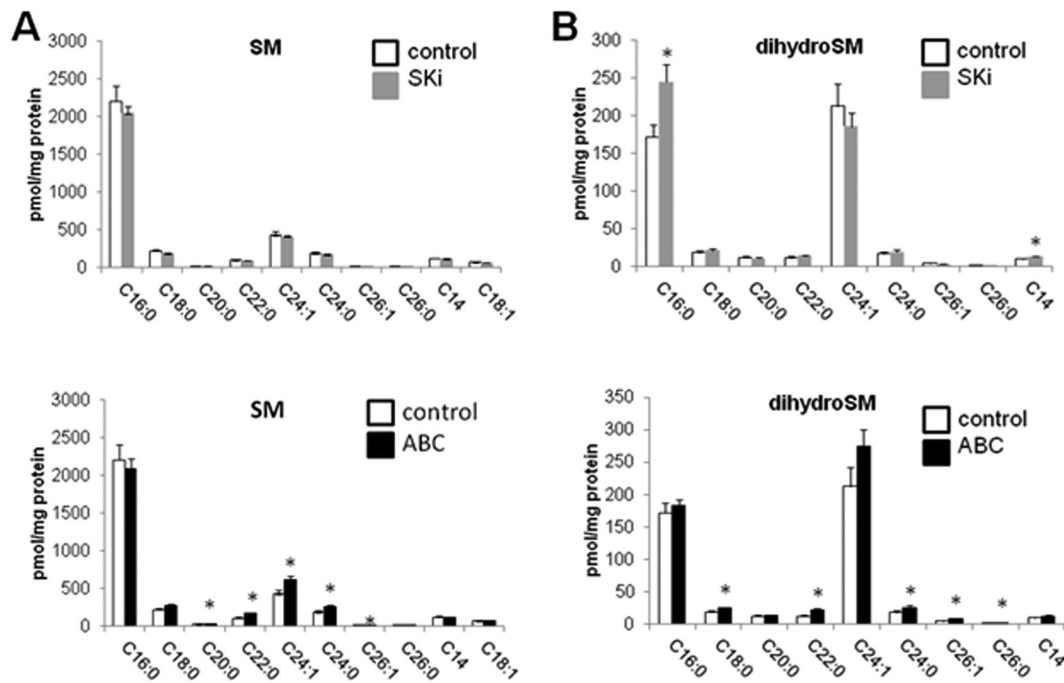 A
SM
control
SKi
pmol/mg protein
3000
2500
2000
1500
1000
500
0
C16:0
C18:0
C20:0
C22:0
C24:1
C24:0
C26:1
C26:0
C14
C18:1
B
dihydroSM
control
SKi
pmol/mg protein
300
250
200
150
100
50
0
*
*
C16:0
C18:0
C20:0
C22:0
C24:1
C24:0
C26:1
C26:0
C14
SM
control
ABC
pmol/mg protein
3000
2500
2000
1500
1000
500
0
*
*
*
*
*
C16:0
C18:0
C20:0
C22:0
C24:1
C24:0
C26:1
C26:0
C14
C18:1
dihydroSM
control
ABC
pmol/mg protein
350
300
250
200
150
100
50
0
*
*
*
*
*
C16:0
C18:0
C20:0
C22:0
C24:1
C24:0
C26:1
C26:0
C14